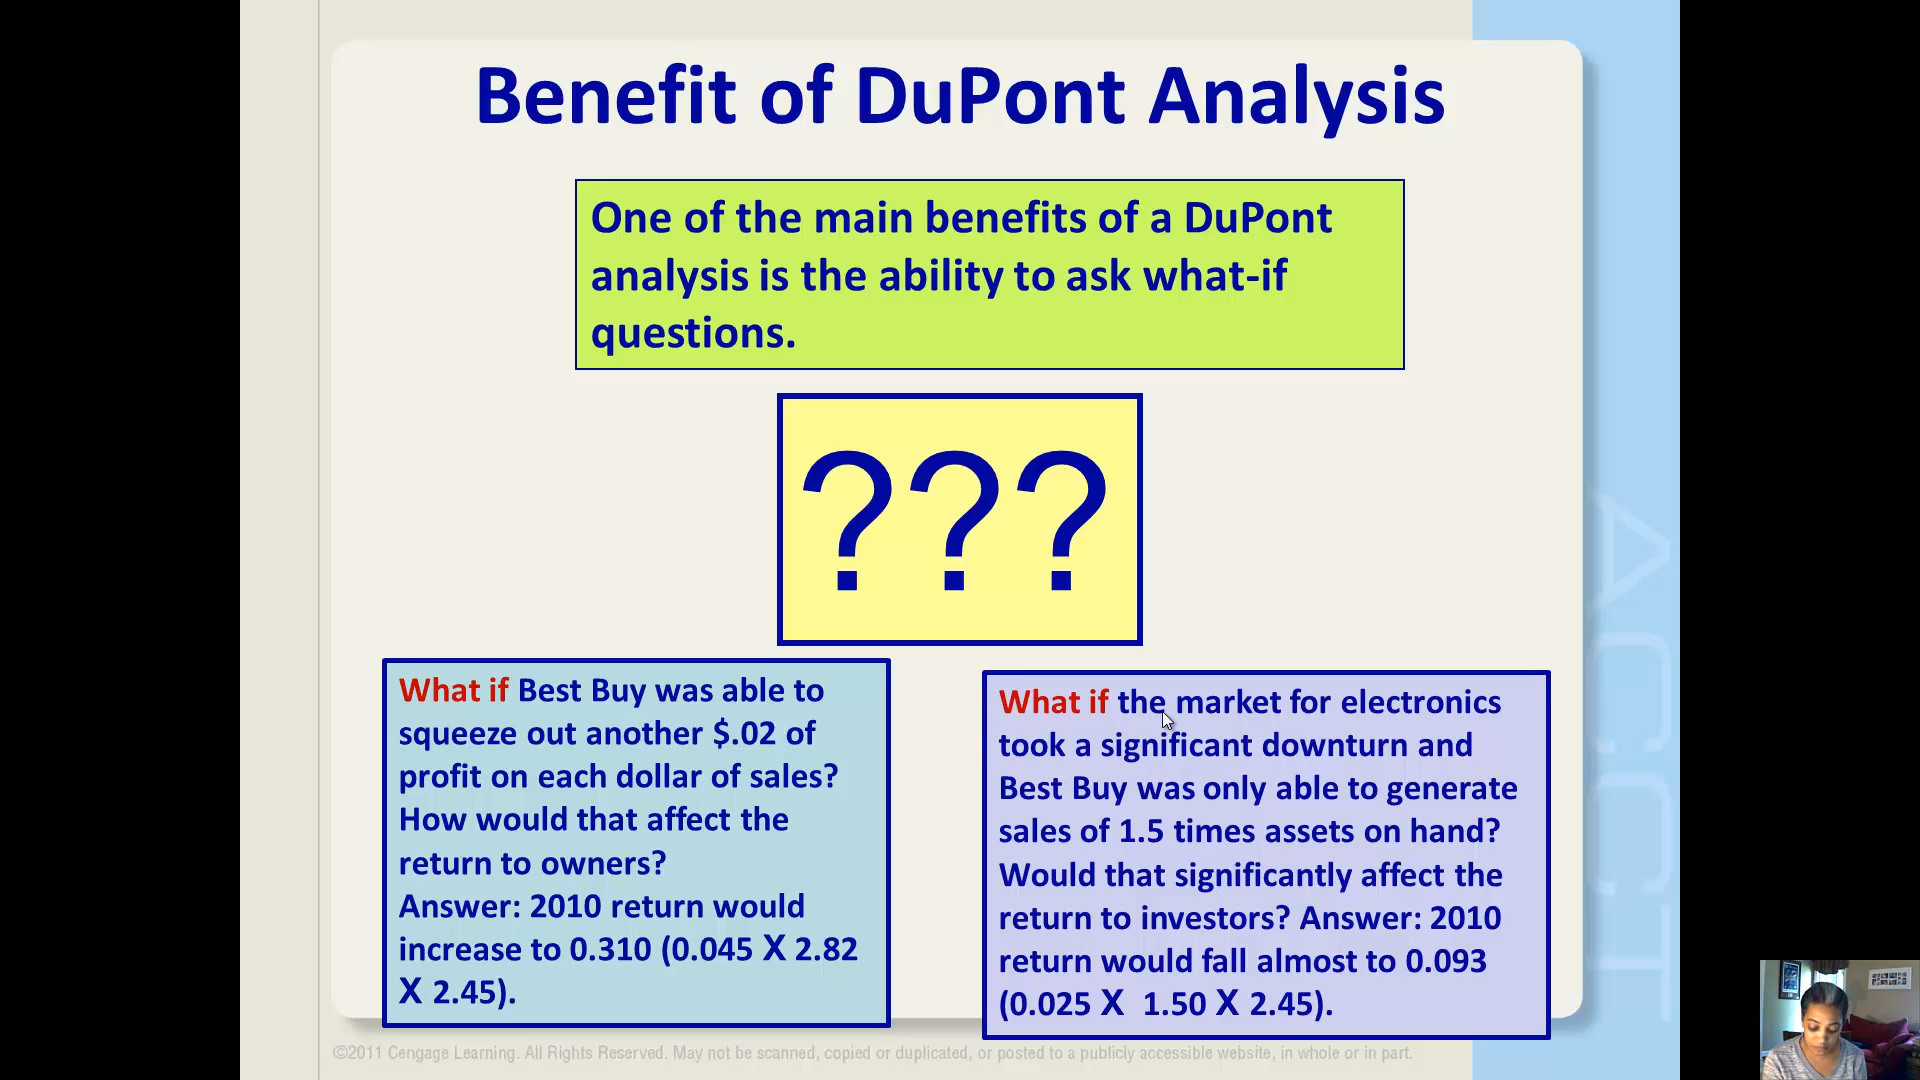 Benefit of DuPont Analysis
One of the main benefits of a DuPont
analysis is the ability to ask what-if
questions.
???
What if Best Buy was able to
squeeze out another $.02 of
profit on each dollar of sales?
How would that affect the
return to owners?
Answer: 2010 return would
increase to 0.310 (0.045 X 2.82
X 2.45).
What if the market for electronics
took a significant downturn and
Best Buy was only able to generate
sales of 1.5 times assets on hand?
Would that significantly affect the
return to investors? Answer: 2010
return would fall almost to 0.093
(0.025 X 1.50 X 2.45).
ACCT
©2011 Cengage Learning. All Rights Reserved. May not be scanned, copied or duplicated, or posted to a publicly accessible website, in whole or in part.